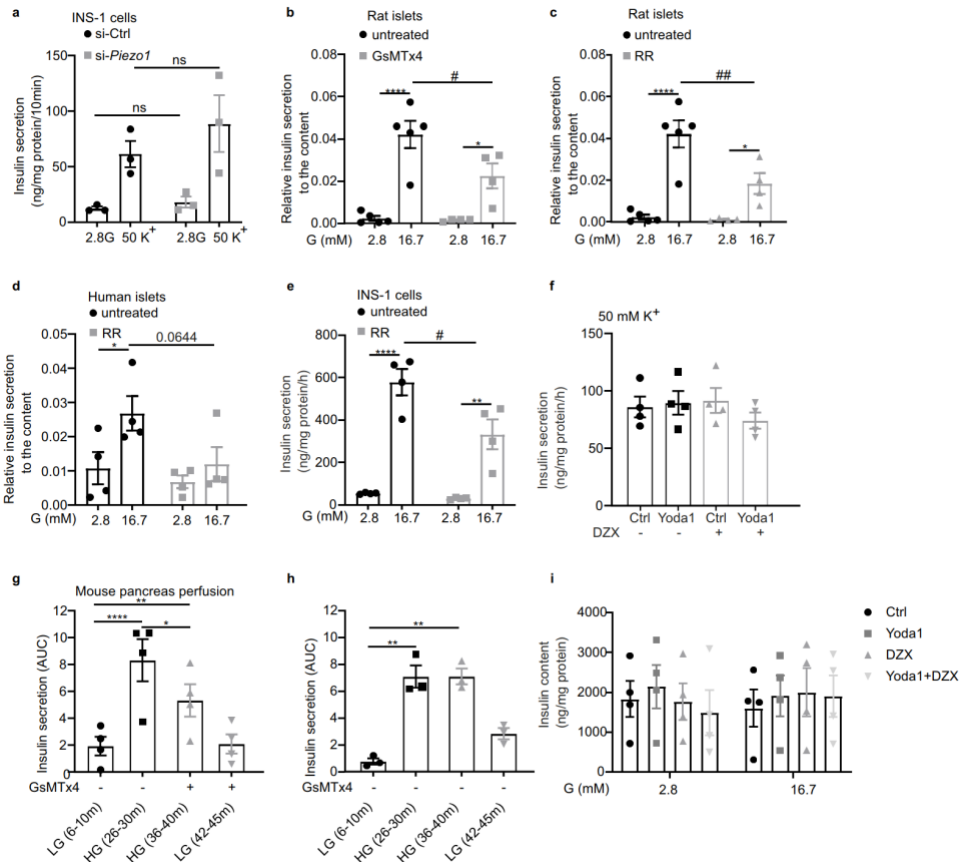 a
INS-1 cells
si-Ctrl
si-Piezo1
ns
ns
Insulin secretion
(ng/mg protein/10min)
150
100
50
0
2.8G 50 K+ 2.8G 50 K+
b
Rat islets
untreated
GsMTx4
#
****
*
Relative insulin secretion
to the content
0.08
0.06
0.04
0.02
0.00
G (mM) 2.8 16.7 2.8 16.7
c
Rat islets
untreated
RR
##
****
*
Relative insulin secretion
to the content
0.08
0.06
0.04
0.02
0.00
G (mM) 2.8 16.7 2.8 16.7
d
Human islets
untreated
RR
0.0644
*
Relative insulin secretion
to the content
0.05
0.04
0.03
0.02
0.01
0.00
G (mM) 2.8 16.7 2.8 16.7
e
INS-1 cells
untreated
RR
#
****
**
Insulin secretion
(ng/mg protein/h)
800
600
400
200
0
G (mM) 2.8 16.7 2.8 16.7
f
50 mM K+
Insulin secretion
(ng/mg protein/h)
150
100
50
0
Ctrl Yoda1 Ctrl Yoda1
DZX - - + +
g
Mouse pancreas perfusion
**
****
*
Insulin secretion (AUC)
12
10
8
6
4
2
0
GsMTx4 - - + +
LG (6-10m)
HG (26-30m)
HG (36-40m)
LG (42-45m)
h
**
**
Insulin secretion (AUC)
12
10
8
6
4
2
0
GsMTx4 - - - -
LG (6-10m)
HG (26-30m)
HG (36-40m)
LG (42-45m)
i
Ctrl
Yoda1
DZX
Yoda1+DZX
Insulin content
(ng/mg protein)
4000
3000
2000
1000
0
G (mM) 2.8 16.7